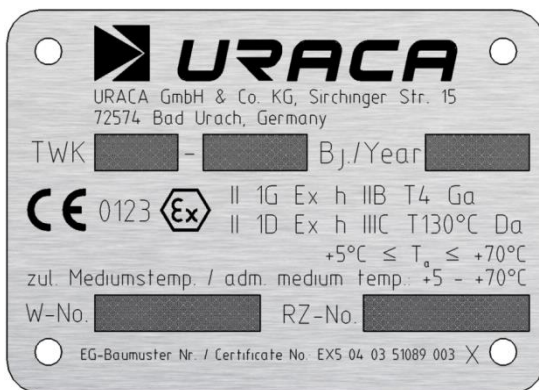 URACA
URACA GmbH & Co. KG, Sirchinger Str. 15
72574 Bad Urach, Germany
TWK - Bj./Year
CE 0123 Ex II 1G Ex h IIB T4 Ga
II 1D Ex h IIIC T130°C Da
+5°C ≤ Ta ≤ +70°C
zul. Mediumstemp. / adm. medium temp.: +5 - +70°C
W-No. RZ-No.
EG-Baumuster Nr. / Certificate No. EX5 04 03 51089 003 X